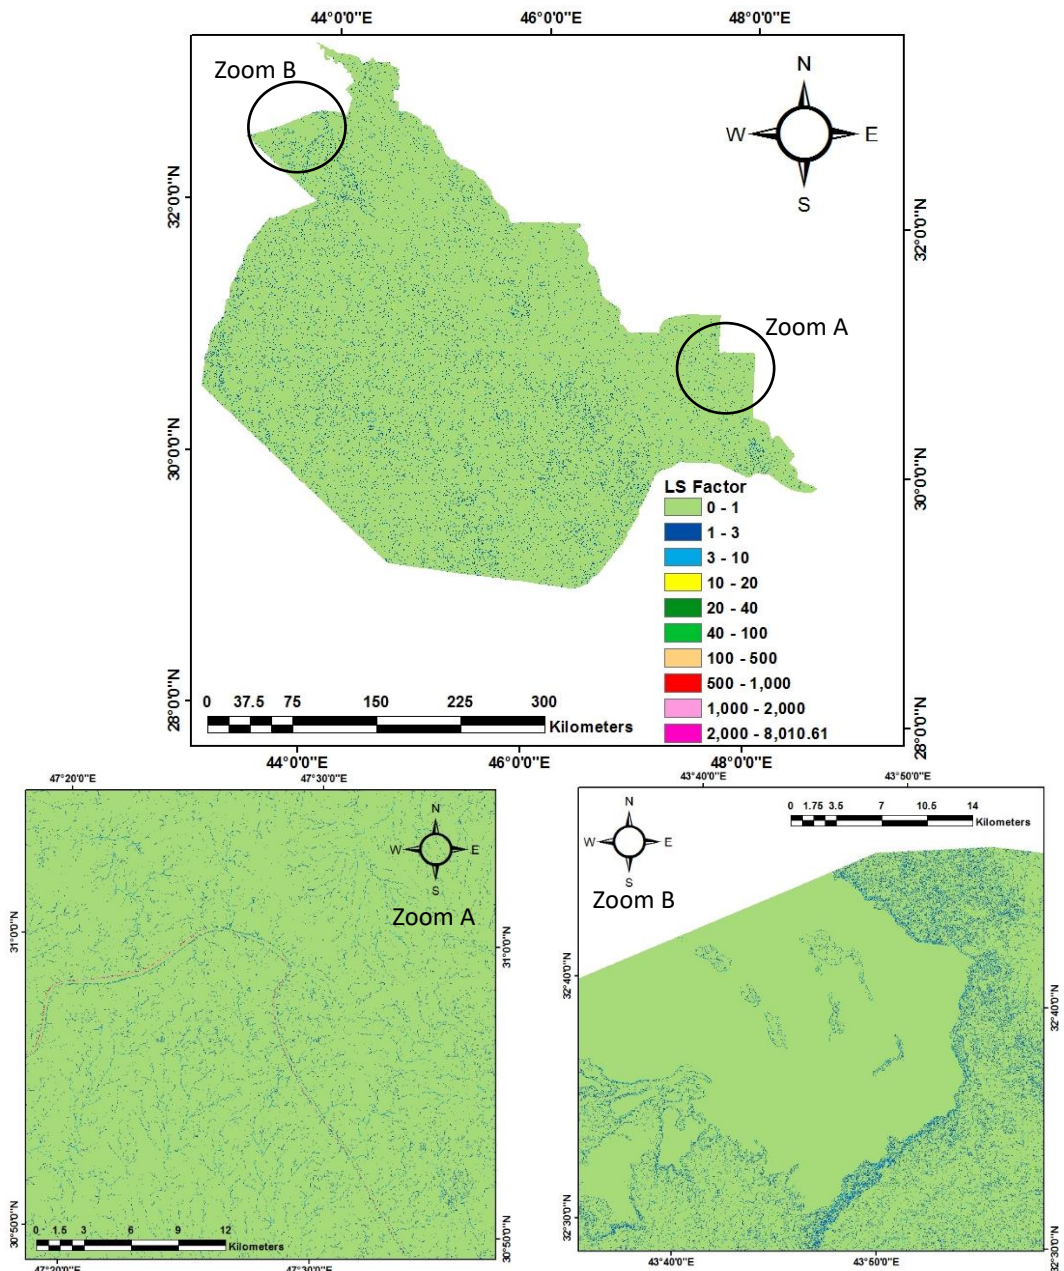 44°0'0"E 46°0'0"E 48°0'0"E
Zoom B
N
W E
S
32°0'0"N
32°0'0"N
Zoom A
30°0'0"N
30°0'0"N
LS Factor
0 - 1
1 - 3
3 - 10
10 - 20
20 - 40
40 - 100
100 - 500
500 - 1,000
1,000 - 2,000
2,000 - 8,010.61
28°0'0"N
28°0'0"N
0 37.5 75 150 225 300
Kilometers
44°0'0"E 46°0'0"E 48°0'0"E
47°20'0"E 47°30'0"E
N
W E
S
Zoom A
31°0'0"N
31°0'0"N
30°50'0"N
30°50'0"N
0 1.5 3 6 9 12
Kilometers
47°20'0"E 47°30'0"E
43°40'0"E 43°50'0"E
N
W E
S
0 1.75 3.5 7 10.5 14
Kilometers
Zoom B
32°40'0"N
32°40'0"N
32°30'0"N
32°30'0"N
43°40'0"E 43°50'0"E